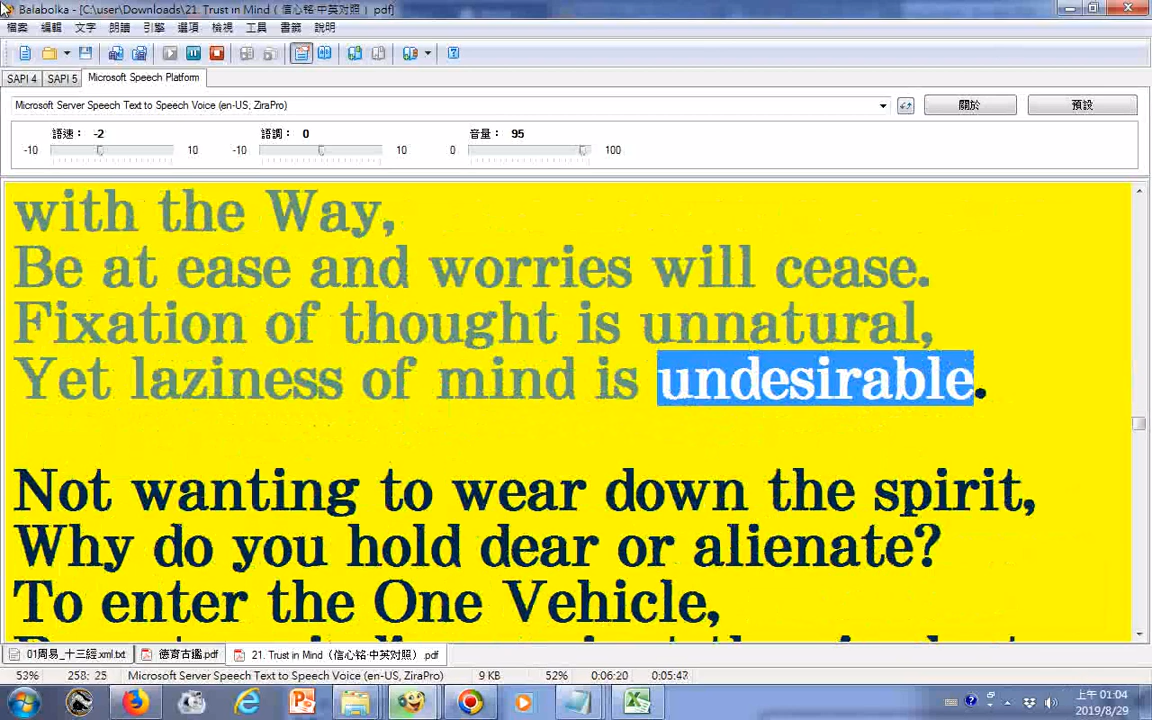 Balabolka - [C:\user\Downloads\21. Trust in Mind（信心铭·中英对照）pdf]
檔案 編輯 文字 朗讀 引擎 選項 檢視 工具 書籤 說明
SAPI 4 SAPI 5 Microsoft Speech Platform
Microsoft Server Speech Text to Speech Voice (en-US, ZiraPro) 關於 預設
語速： -2 語調： 0 音量： 95
-10 10 -10 10 0 100
with the Way,
Be at ease and worries will cease.
Fixation of thought is unnatural,
Yet laziness of mind is undesirable.
Not wanting to wear down the spirit,
Why do you hold dear or alienate?
To enter the One Vehicle,
01周易_十三經.xml.txt 德育古鑑.pdf 21. Trust in Mind（信心铭·中英对照）.pdf
53% 258: 25 Microsoft Server Speech Text to Speech Voice (en-US, ZiraPro) 9 KB 52% 0:06:20 0:05:47
上午 01:04
2019/8/29